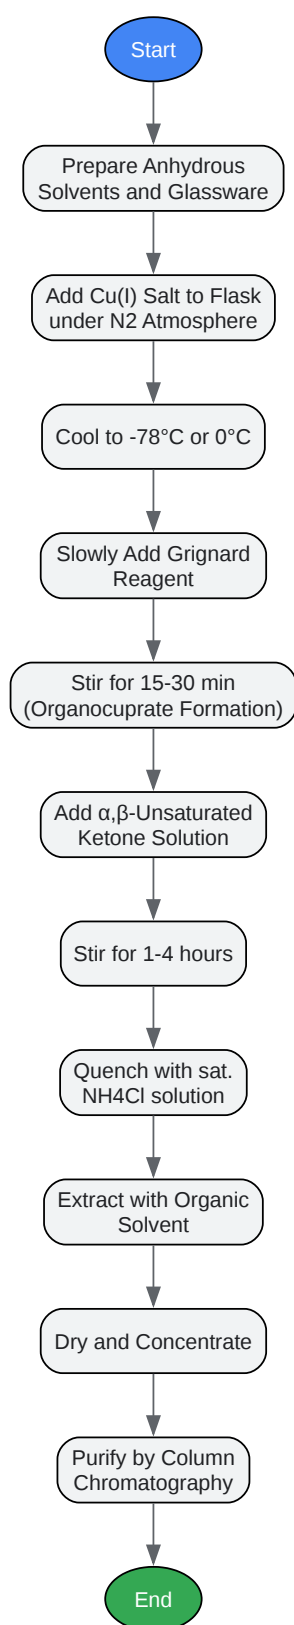 Start
Prepare Anhydrous
Solvents and Glassware
Add Cu(I) Salt to Flask
under N2 Atmosphere
Cool to -78°C or 0°C
Slowly Add Grignard
Reagent
Stir for 15-30 min
(Organocuprate Formation)
Add α,β-Unsaturated
Ketone Solution
Stir for 1-4 hours
Quench with sat.
NH4Cl solution
Extract with Organic
Solvent
Dry and Concentrate
Purify by Column
Chromatography
End